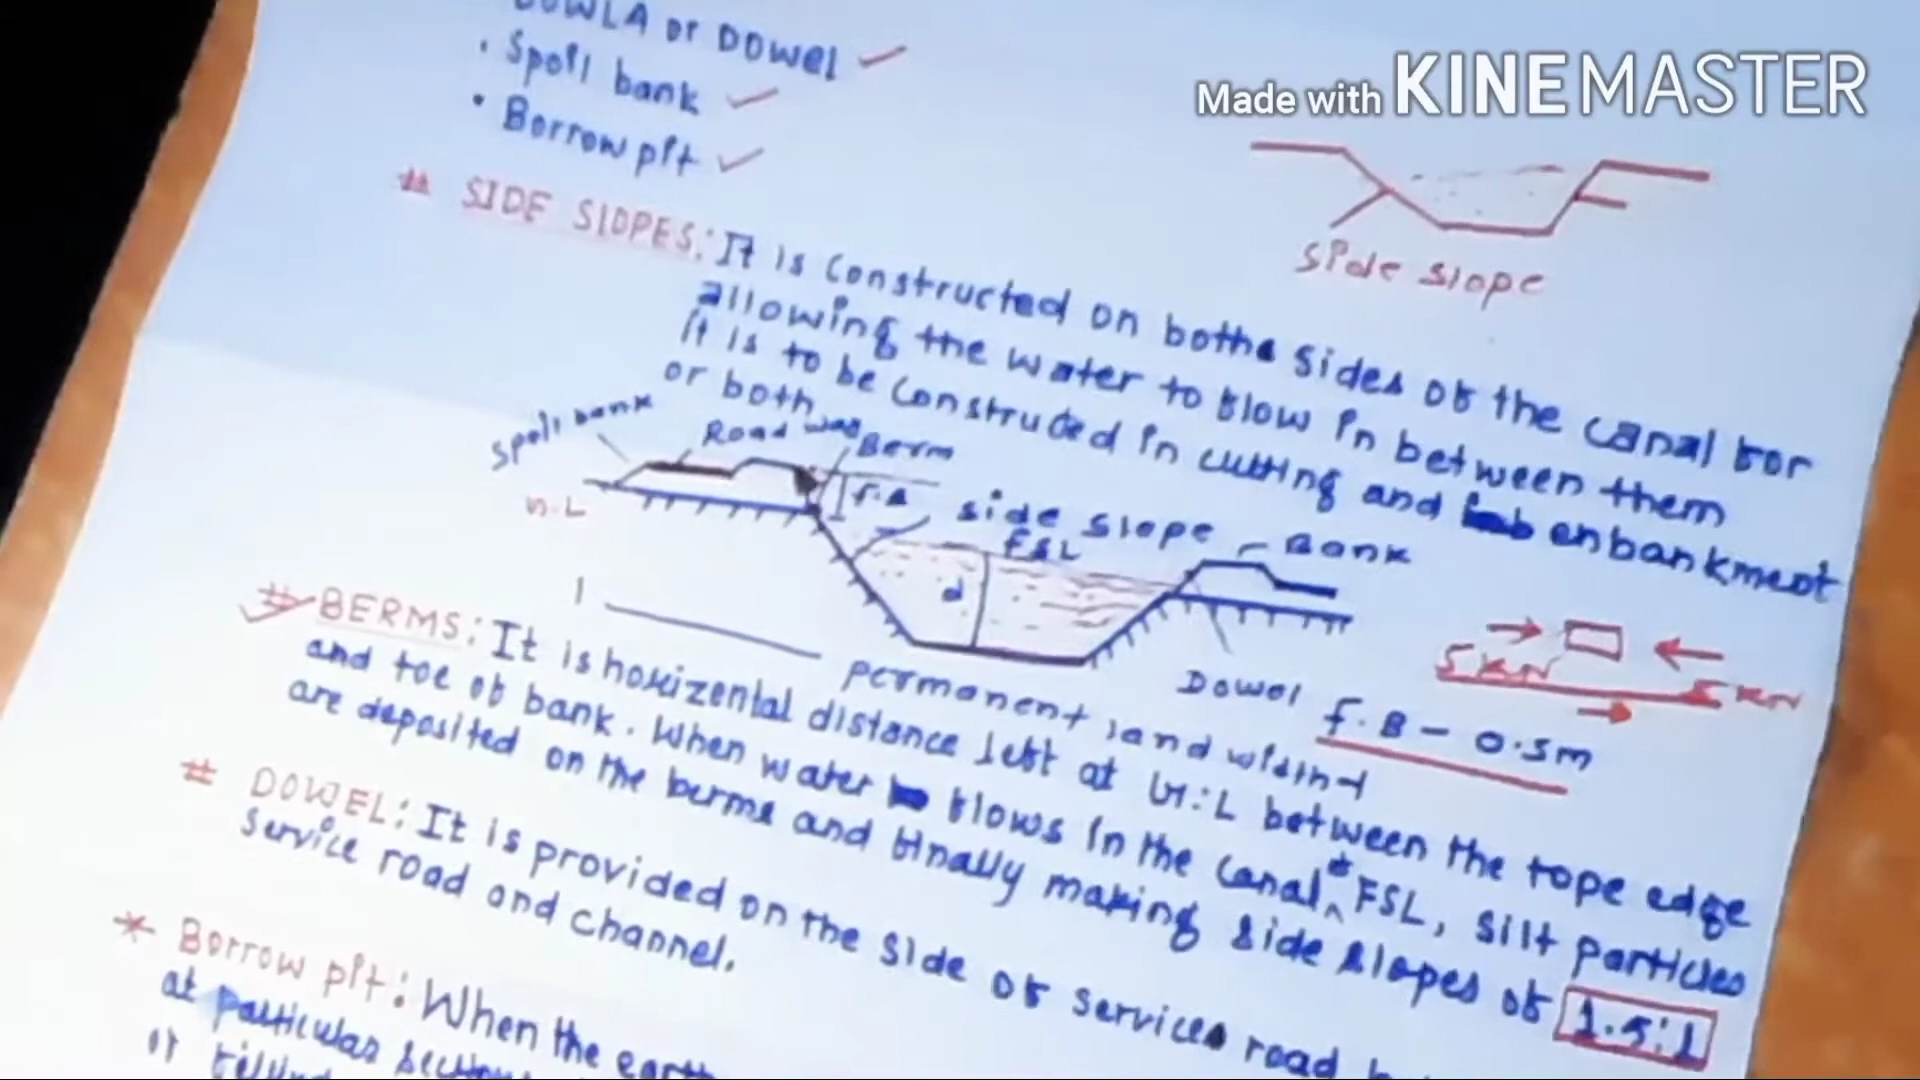 DOWLA or DOWEL
Spoil bank
Borrow pit
Made with KINEMASTER
# SIDE SLOPES: It is constructed on both sides of the canal for
allowing the water to flow in between them
it is to be constructed in cutting and enbankment
or both
side slope
Spoil bank
Road way
Berm
F.B
side slope
FSL
Bank
n.L
d
permanent land width
Dowel
F.B - 0.5m
5KN
5KN
# BERMS: It is horizental distance left at G.L between the tope edge
and toe of bank. When water flows in the canal FSL, silt particles
are deposited on the berms and finally making side slopes of 1.5:1
# DOWEL: It is provided on the side of service road
service road and channel.
* Borrow pit: When the earth
at particular section
or